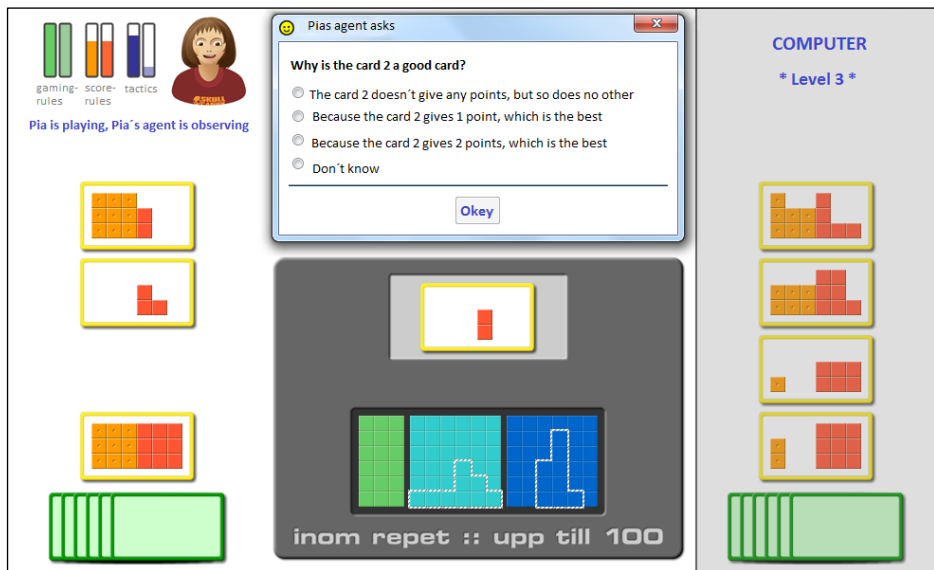 Pias agent asks
Why is the card 2 a good card?
The card 2 doesn´t give any points, but so does no other
Because the card 2 gives 1 point, which is the best
Because the card 2 gives 2 points, which is the best
Don´t know
Okey
gaming-
rules
score-
rules
tactics
SKULL
Pia is playing, Pia´s agent is observing
COMPUTER
* Level 3 *
inom repet :: upp till 100